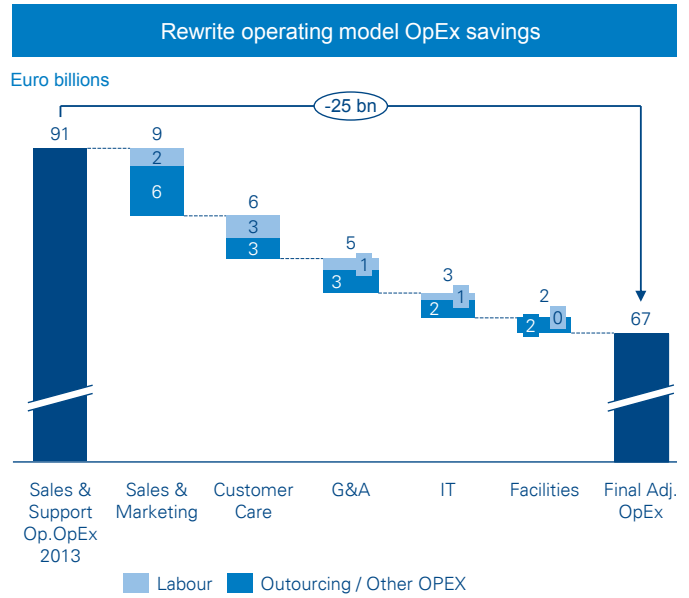 Rewrite operating model OpEx savings
Euro billions
-25 bn
91
9
2
6
6
3
3
5
1
3
3
1
2
2
0
2
67
Sales & Support Op.OpEx 2013
Sales & Marketing
Customer Care
G&A
IT
Facilities
Final Adj. OpEx
Labour
Outourcing / Other OPEX